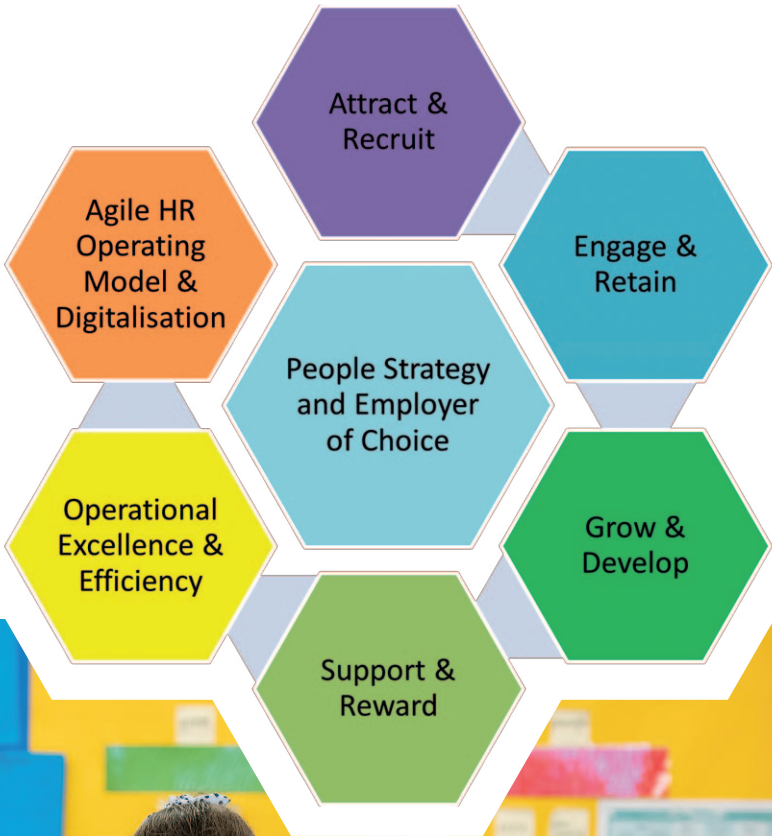 Attract &
Recruit
Engage &
Retain
Grow &
Develop
Support &
Reward
Operational
Excellence &
Efficiency
Agile HR
Operating
Model &
Digitalisation
People Strategy
and Employer
of Choice